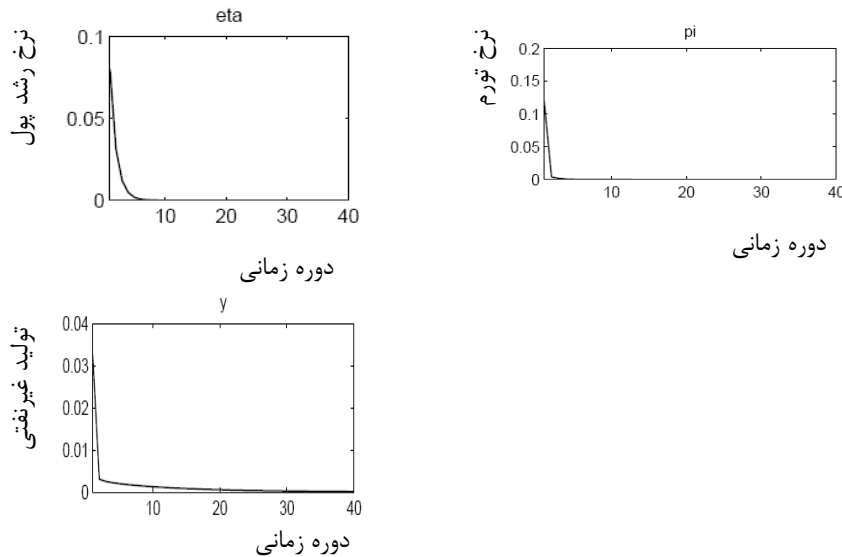 eta
نرخ رشد پول
0.1
0.05
0
10 20 30 40
دوره زمانی
pi
نرخ تورم
0.2
0.15
0.1
0.05
0
10 20 30 40
دوره زمانی
y
تولید غیرنفتی
0.04
0.03
0.02
0.01
0
10 20 30 40
دوره زمانی